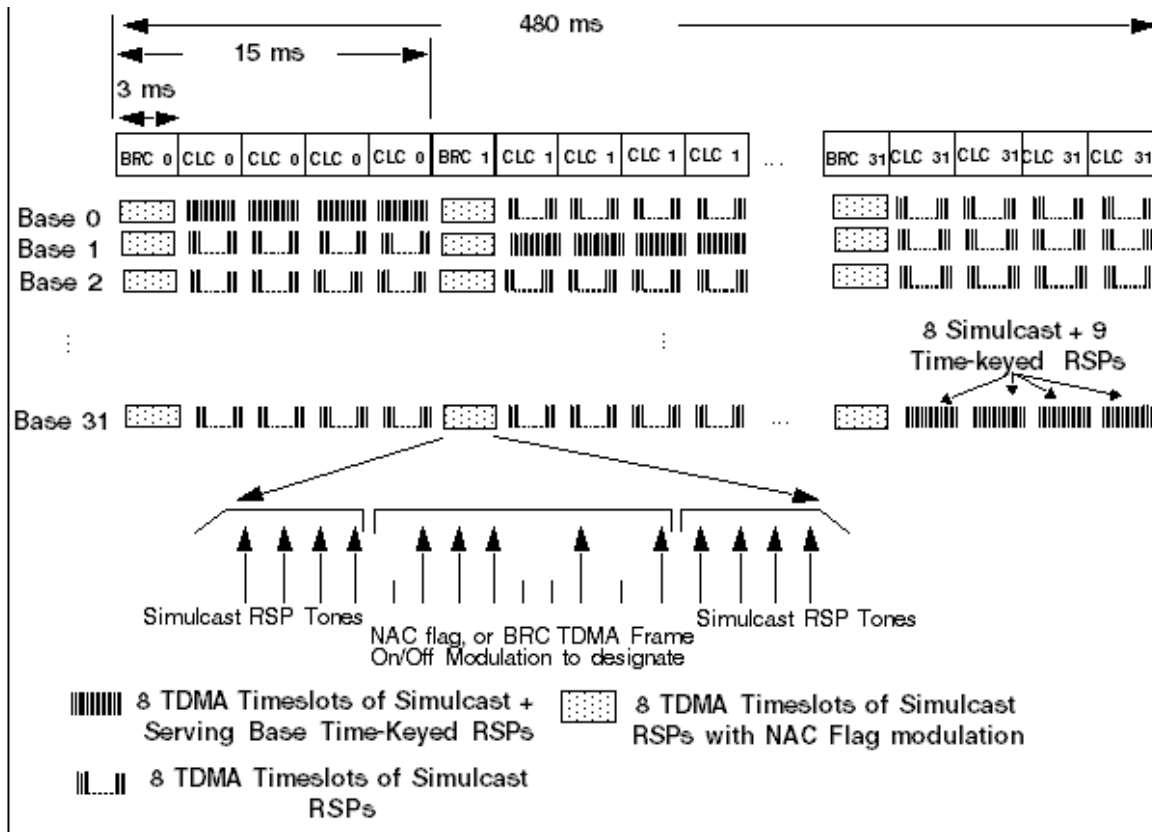 480 ms
15 ms
3 ms
BRC 0 CLC 0 CLC 0 CLC 0 CLC 0 BRC 1 CLC 1 CLC 1 CLC 1 CLC 1 ... BRC 31 CLC 31 CLC 31 CLC 31 CLC 31
Base 0
Base 1
Base 2
8 Simulcast + 9
Time-keyed RSPs
Base 31 ...
Simulcast RSP Tones
NAC flag, or BRC TDMA Frame
On/Off Modulation to designate
Simulcast RSP Tones
8 TDMA Timeslots of Simulcast +
Serving Base Time-Keyed RSPs
8 TDMA Timeslots of Simulcast
RSPs with NAC Flag modulation
8 TDMA Timeslots of Simulcast
RSPs